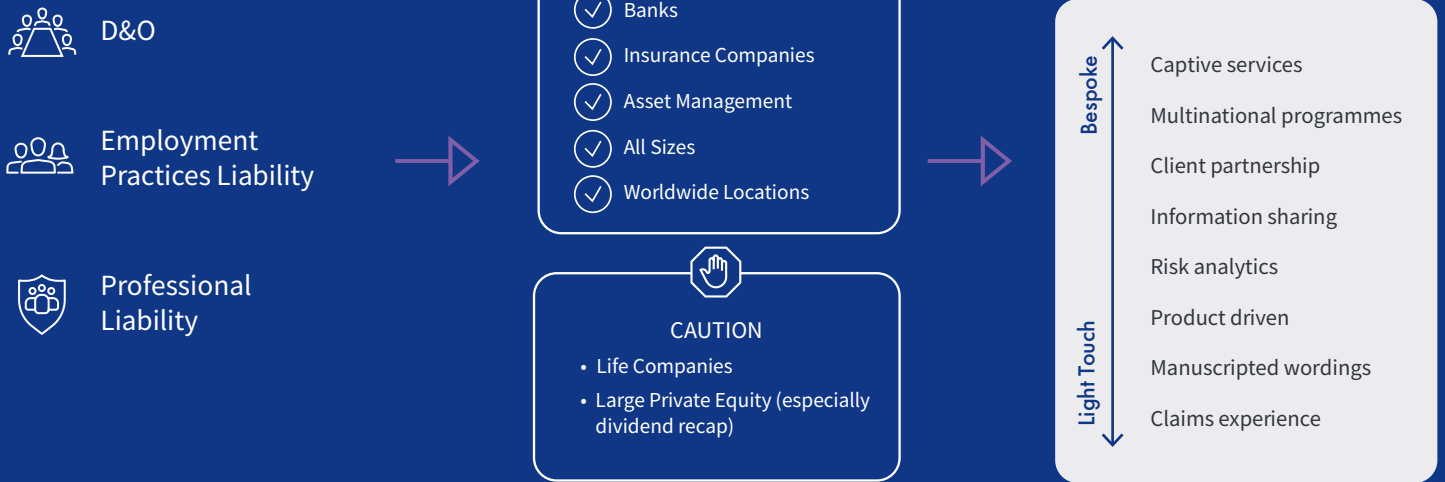 D&O
Employment
Practices Liability
Professional
Liability
Banks
Insurance Companies
Asset Management
All Sizes
Worldwide Locations
CAUTION
• Life Companies
• Large Private Equity (especially
dividend recap)
Bespoke
Light Touch
Captive services
Multinational programmes
Client partnership
Information sharing
Risk analytics
Product driven
Manuscripted wordings
Claims experience